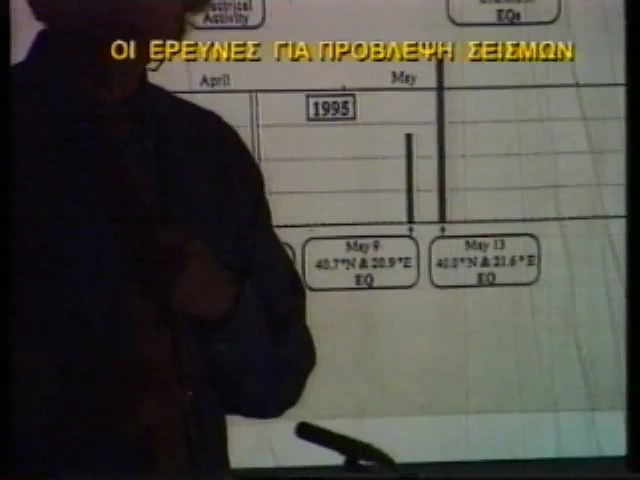 Electrical
Activity
EQs
ΟΙ ΕΡΕΥΝΕΣ ΓΙΑ ΠΡΟΒΛΕΨΗ ΣΕΙΣΜΩΝ
April
May
1995
May 9
40.7°N & 20.9°E
EQ
May 13
40.0°N & 21.6°E
EQ